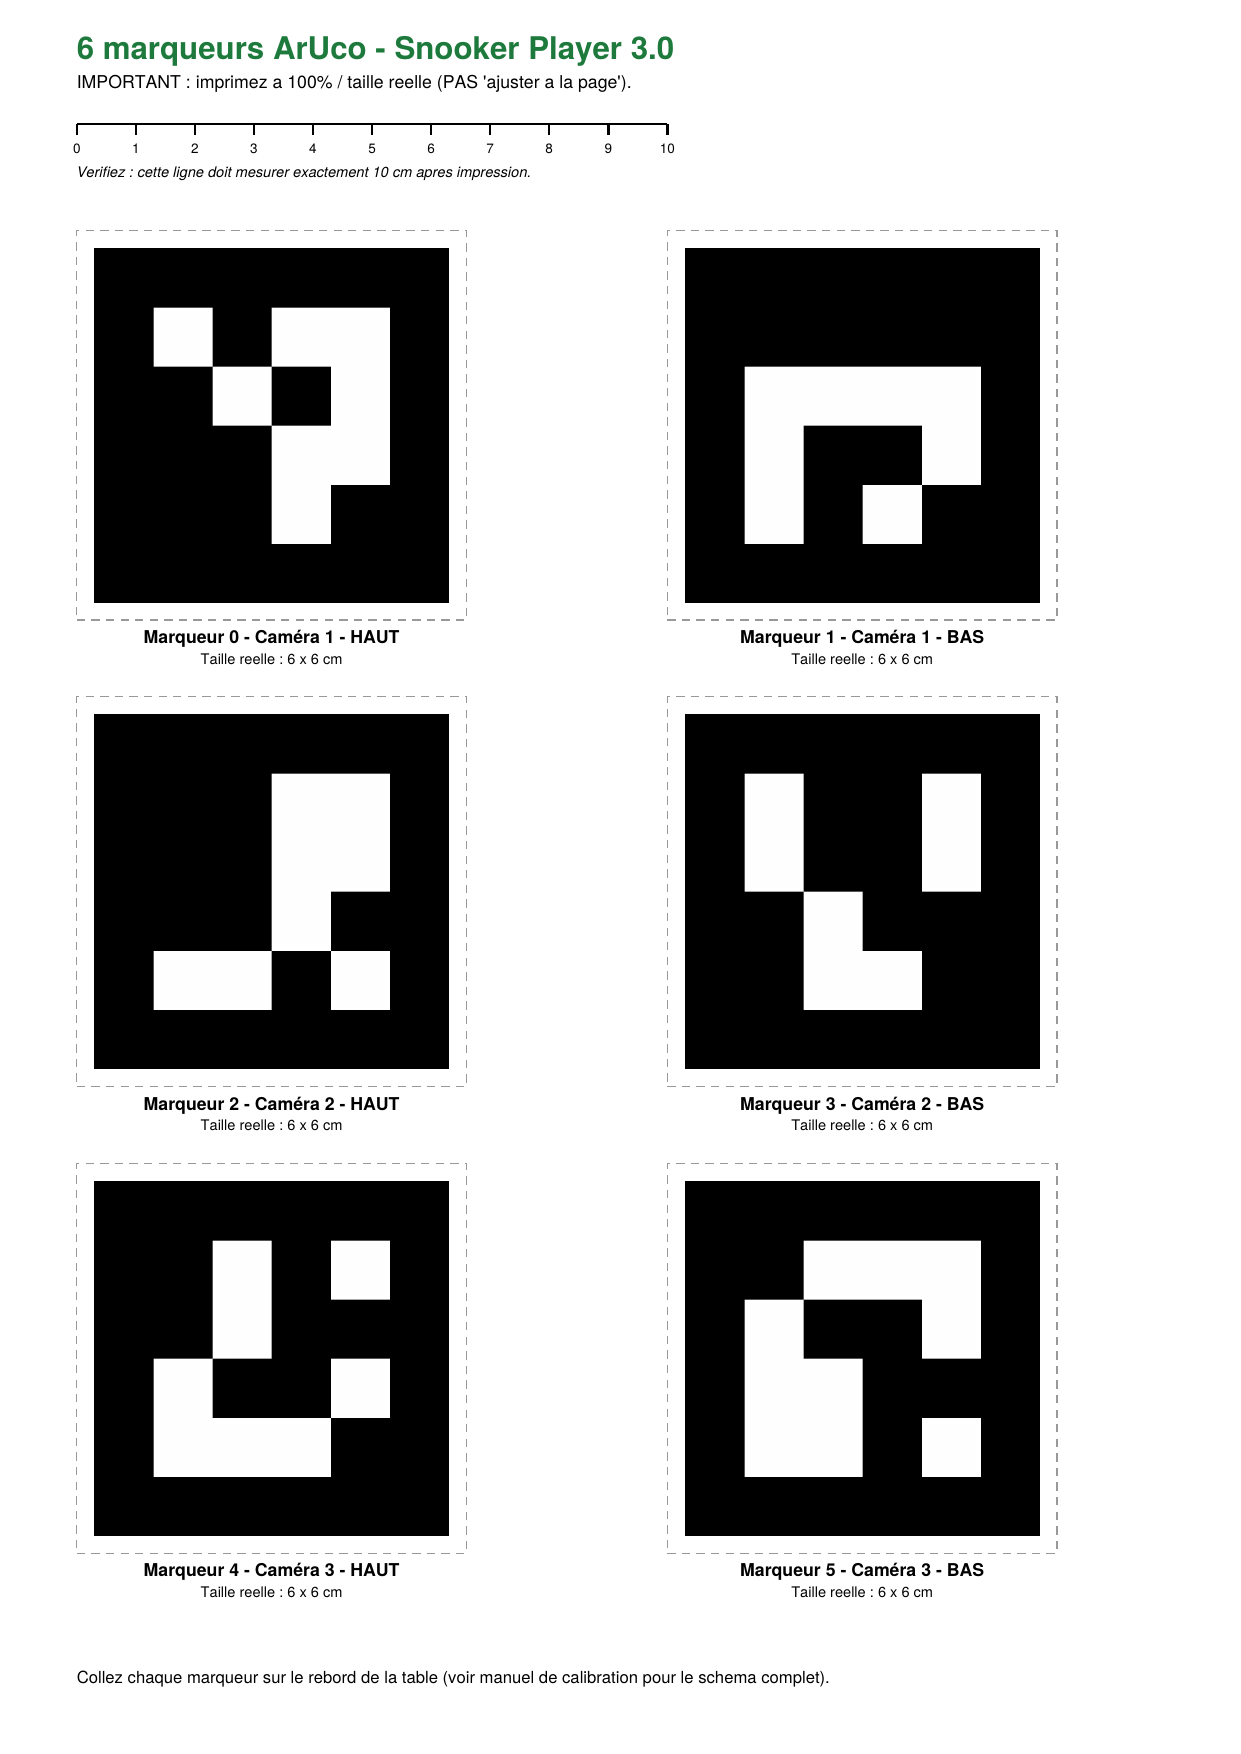 6 marqueurs ArUco - Snooker Player 3.0
IMPORTANT : imprimez a 100% / taille reelle (PAS 'ajuster a la page').
0 1 2 3 4 5 6 7 8 9 10
Verifiez : cette ligne doit mesurer exactement 10 cm apres impression.
Marqueur 0 - Caméra 1 - HAUT
Taille reelle : 6 x 6 cm
Marqueur 1 - Caméra 1 - BAS
Taille reelle : 6 x 6 cm
Marqueur 2 - Caméra 2 - HAUT
Taille reelle : 6 x 6 cm
Marqueur 3 - Caméra 2 - BAS
Taille reelle : 6 x 6 cm
Marqueur 4 - Caméra 3 - HAUT
Taille reelle : 6 x 6 cm
Marqueur 5 - Caméra 3 - BAS
Taille reelle : 6 x 6 cm
Collez chaque marqueur sur le rebord de la table (voir manuel de calibration pour le schema complet).